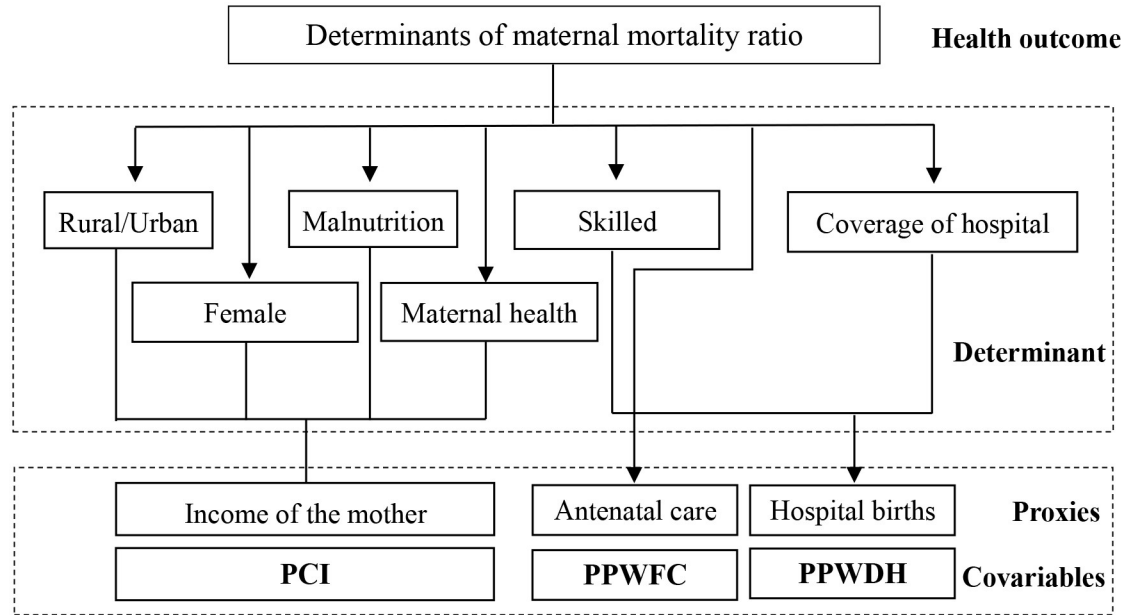 Determinants of maternal mortality ratio
Health outcome
Rural/Urban
Malnutrition
Skilled
Coverage of hospital
Female
Maternal health
Determinant
Income of the mother
Antenatal care
Hospital births
Proxies
PCI
PPWFC
PPWDH
Covariables